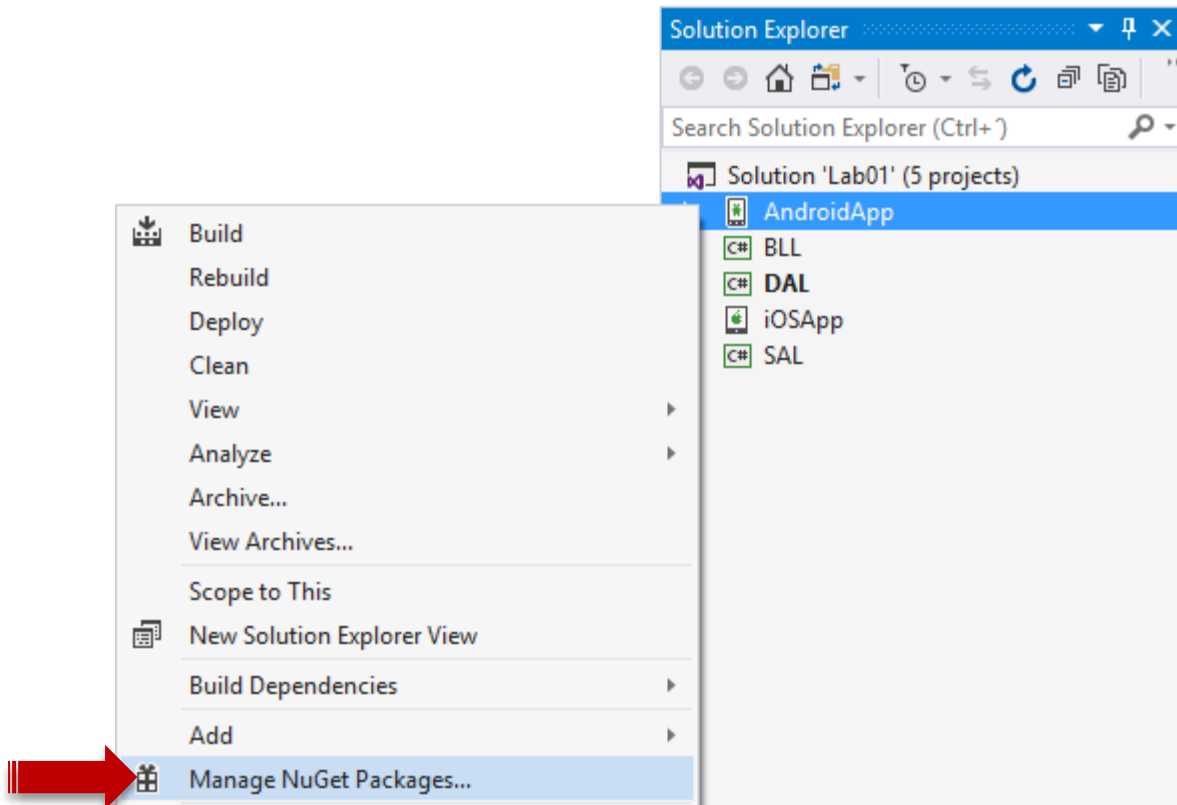 Solution Explorer
Search Solution Explorer (Ctrl+´)
Solution 'Lab01' (5 projects)
AndroidApp
C# BLL
C# DAL
iOSApp
C# SAL
Build
Rebuild
Deploy
Clean
View
Analyze
Archive...
View Archives...
Scope to This
New Solution Explorer View
Build Dependencies
Add
Manage NuGet Packages...